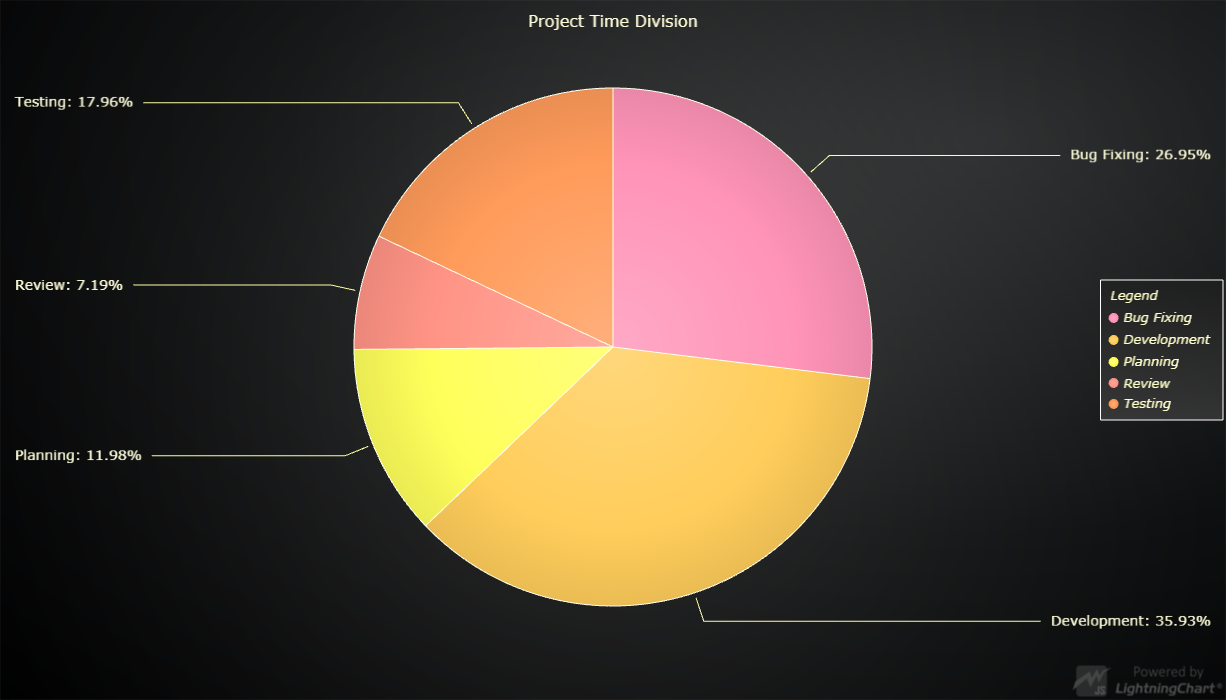 Project Time Division
Testing: 17.96%
Bug Fixing: 26.95%
Review: 7.19%
Legend
Bug Fixing
Development
Planning
Review
Testing
Planning: 11.98%
Development: 35.93%
Powered by
JS LightningChart®